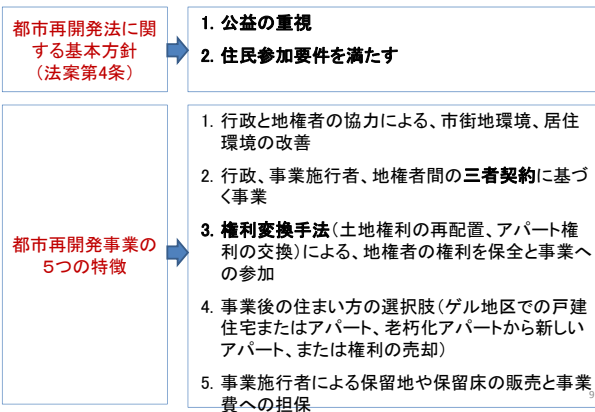 都市再開発法に関
する基本方針
（法案第4条）
1. 公益の重視
2. 住民参加要件を満たす
都市再開発事業の
５つの特徴
1. 行政と地権者の協力による、市街地環境、居住
環境の改善
2. 行政、事業施行者、地権者間の三者契約に基づ
く事業
3. 権利変換手法（土地権利の再配置、アパート権
利の交換）による、地権者の権利を保全と事業へ
の参加
4. 事業後の住まい方の選択肢（ゲル地区での戸建
住宅またはアパート、老朽化アパートから新しい
アパート、または権利の売却）
5. 事業施行者による保留地や保留床の販売と事業
費への担保
9